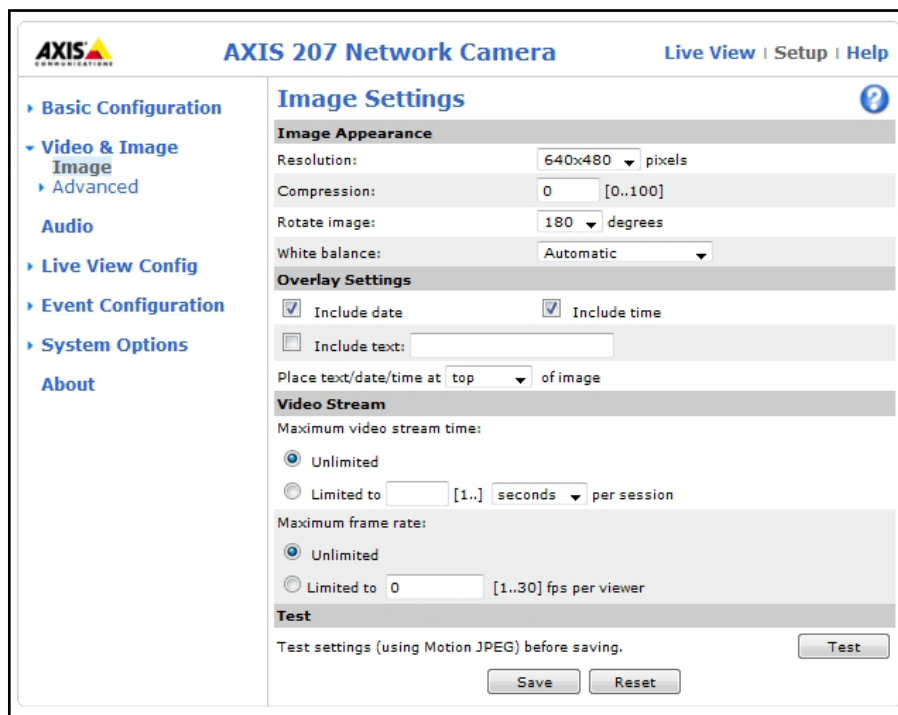 AXIS
COMMUNICATIONS
AXIS 207 Network Camera
Live View | Setup | Help
Basic Configuration
Video & Image
Image
Advanced
Audio
Live View Config
Event Configuration
System Options
About
Image Settings
?
Image Appearance
Resolution: 640x480 pixels
Compression: 0 [0..100]
Rotate image: 180 degrees
White balance: Automatic
Overlay Settings
Include date Include time
Include text:
Place text/date/time at top of image
Video Stream
Maximum video stream time:
Unlimited
Limited to [1..] seconds per session
Maximum frame rate:
Unlimited
Limited to 0 [1..30] fps per viewer
Test
Test settings (using Motion JPEG) before saving. Test
Save Reset